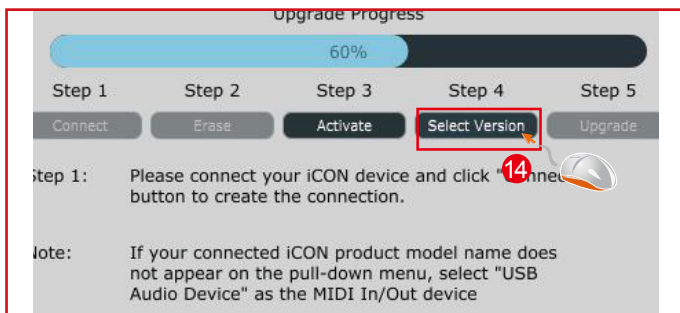 Upgrade Progress
60%
Step 1 Step 2 Step 3 Step 4 Step 5
Connect Erase Activate Select Version Upgrade
Step 1: Please connect your iCON device and click "Connect"
button to create the connection.
Note: If your connected iCON product model name does
not appear on the pull-down menu, select "USB
Audio Device" as the MIDI In/Out device
14